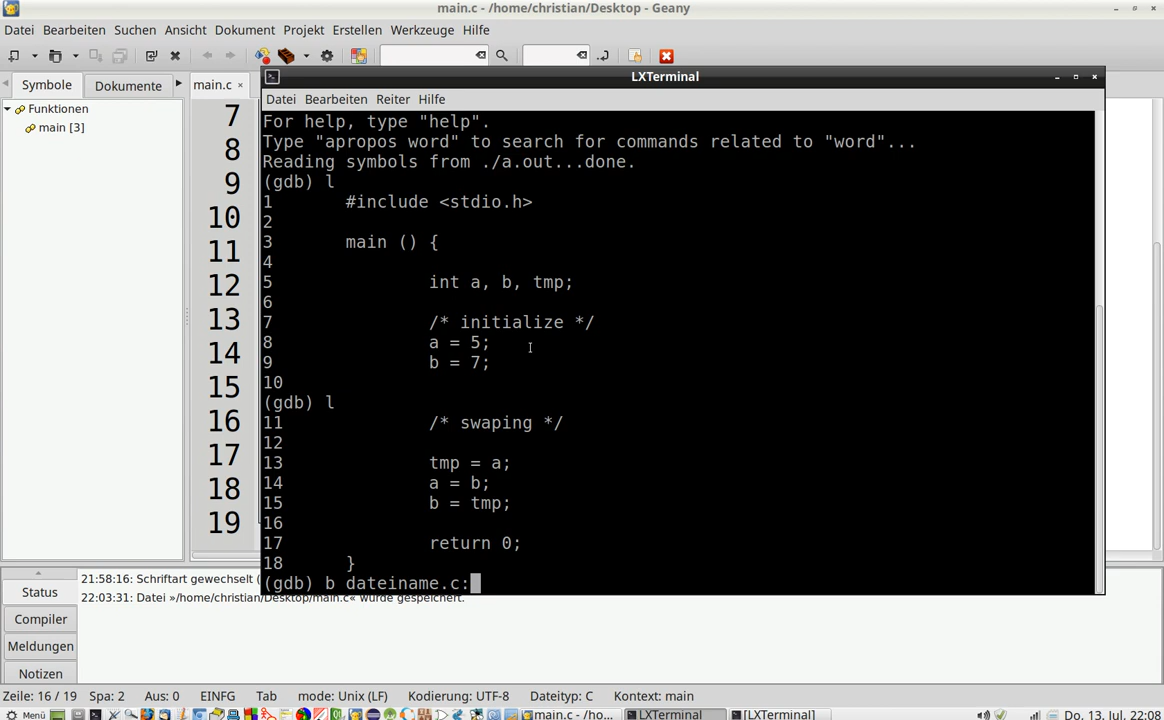 main.c - /home/christian/Desktop - Geany
Datei Bearbeiten Suchen Ansicht Dokument Projekt Erstellen Werkzeuge Hilfe
Symbole Dokumente main.c ×
Funktionen
main [3]
7
8
9
10
11
12
13
14
15
16
17
18
19
LXTerminal
Datei Bearbeiten Reiter Hilfe
For help, type "help".
Type "apropos word" to search for commands related to "word"...
Reading symbols from ./a.out...done.
(gdb) l
1 #include <stdio.h>
2
3 main () {
4
5 int a, b, tmp;
6
7 /* initialize */
8 a = 5;
9 b = 7;
10
(gdb) l
11 /* swaping */
12
13 tmp = a;
14 a = b;
15 b = tmp;
16
17 return 0;
18 }
(gdb) b dateiname.c:
Status
Compiler
Meldungen
Notizen
21:58:16: Schriftart gewechselt (
22:03:31: Datei »/home/christian/Desktop/main.c« wurde gespeichert.
Zeile: 16 / 19 Spa: 2 Aus: 0 EINFG Tab mode: Unix (LF) Kodierung: UTF-8 Dateityp: C Kontext: main
Menü main.c - /ho... LXTerminal [LXTerminal] Do. 13. Jul, 22:08